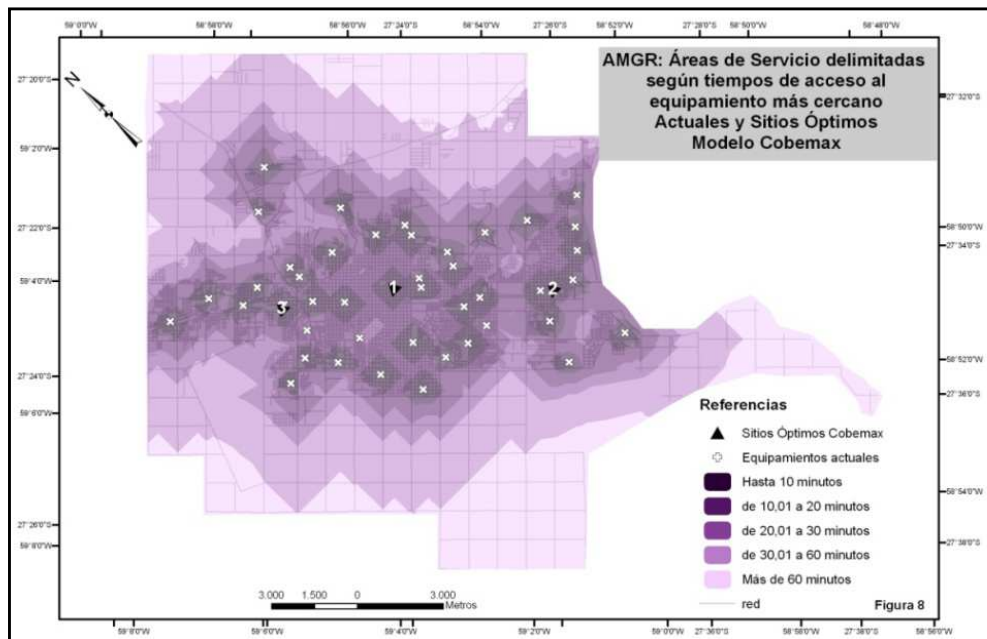 59°0'0"W
58°58'0"W
58°56'0"W
27°24'0"S
58°54'0"W
27°26'0"S
58°52'0"W
27°28'0"S
58°50'0"W
58°48'0"W
N
AMGR: Áreas de Servicio delimitadas
según tiempos de acceso al
equipamiento más cercano
Actuales y Sitios Óptimos
Modelo Cobemax
27°20'0"S
59°2'0"W
27°22'0"S
59°4'0"W
27°24'0"S
59°6'0"W
27°26'0"S
59°8'0"W
27°32'0"S
58°50'0"W
27°34'0"S
58°52'0"W
27°36'0"S
58°54'0"W
27°38'0"S
1
2
3
Referencias
Sitios Óptimos Cobemax
Equipamientos actuales
Hasta 10 minutos
de 10,01 a 20 minutos
de 20,01 a 30 minutos
de 30,01 a 60 minutos
Más de 60 minutos
red
Figura 8
3.000 1.500 0 3.000
Metros
59°6'0"W
59°4'0"W
59°2'0"W
59°0'0"W
27°36'0"S
58°58'0"W
27°38'0"S
58°56'0"W